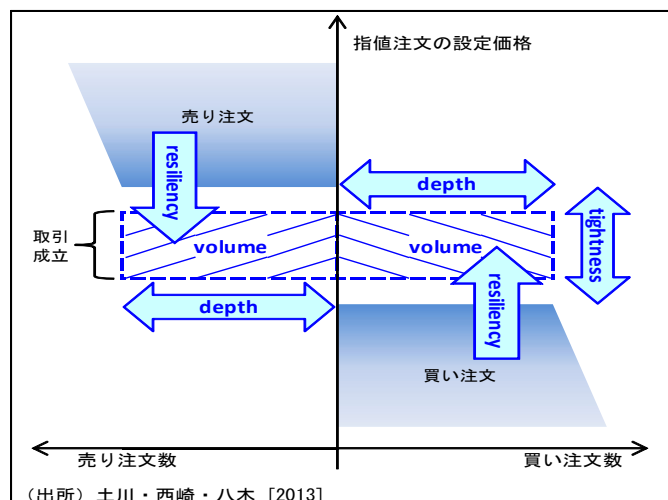 指値注文の設定価格
売り注文
resiliency
depth
tightness
取引
成立
volume
volume
resiliency
depth
買い注文
売り注文数
買い注文数
(出所) 土川・西崎・八木 [2013]